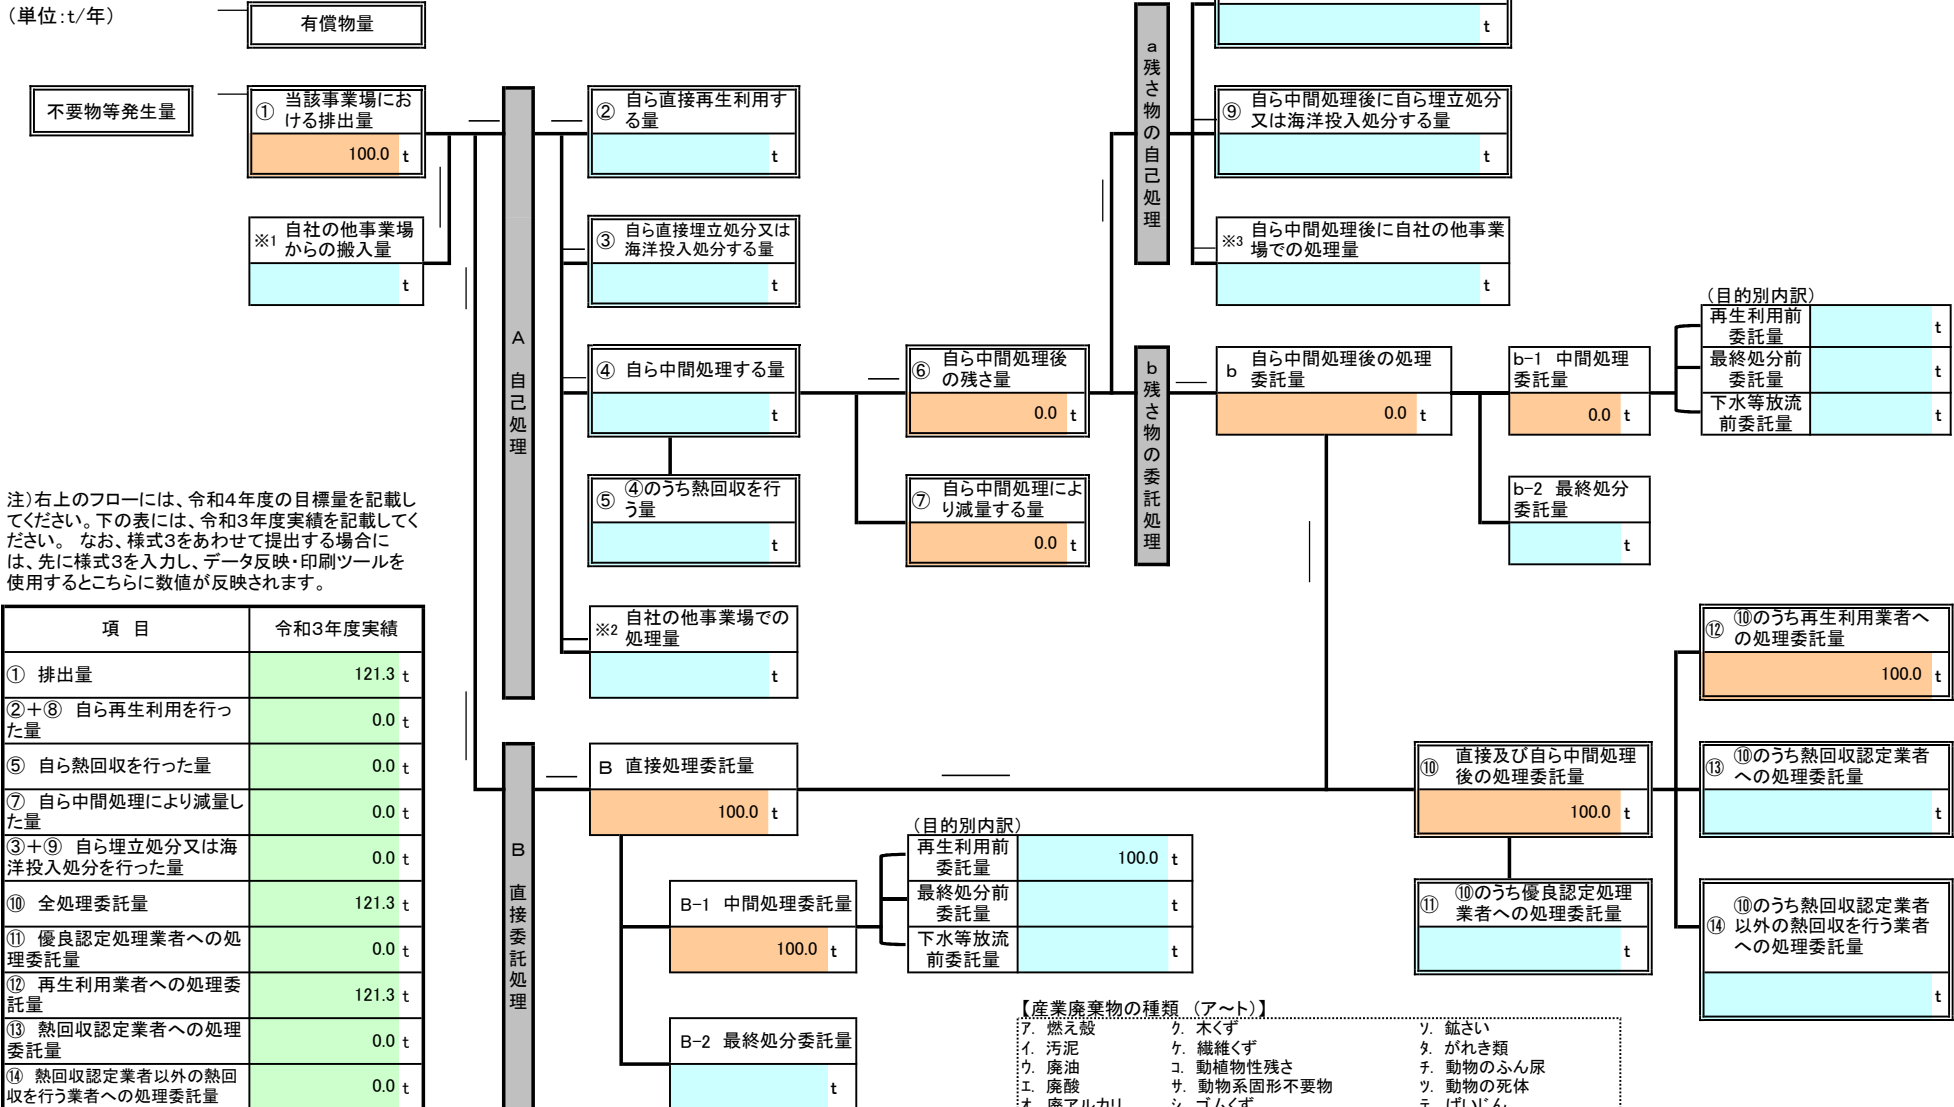 （単位：t/年）
有償物量
不要物等発生量
① 当該事業場にお
ける排出量
100.0 t
※1 自社の他事業場
からの搬入量
t
A 自己処理
② 自ら直接再生利用す
る量
t
③ 自ら直接埋立処分又は
海洋投入処分する量
t
④ 自ら中間処理する量
t
⑤ ④のうち熱回収を行
う量
t
※2 自社の他事業場での
処理量
t
⑥ 自ら中間処理後
の残さ量
0.0 t
⑦ 自ら中間処理によ
り減量する量
0.0 t
a 残さ物の自己処理
t
⑨ 自ら中間処理後に自ら埋立処分
又は海洋投入処分する量
t
※3 自ら中間処理後に自社の他事業
場での処理量
t
b 残さ物の委託処理
b 自ら中間処理後の処理
委託量
0.0 t
b-1 中間処理
委託量
0.0 t
（目的別内訳）
再生利用前
委託量
t
最終処分前
委託量
t
下水等放流
前委託量
t
b-2 最終処分
委託量
t
注）右上のフローには、令和4年度の目標量を記載し
てください。下の表には、令和3年度実績を記載してく
ださい。 なお、様式3をあわせて提出する場合に
は、先に様式3を入力し、データ反映・印刷ツールを
使用するとこちらに数値が反映されます。
項 目 令和3年度実績
① 排出量 121.3 t
②＋⑧ 自ら再生利用を行っ
た量 0.0 t
⑤ 自ら熱回収を行った量 0.0 t
⑦ 自ら中間処理により減量し
た量 0.0 t
③＋⑨ 自ら埋立処分又は海
洋投入処分を行った量 0.0 t
⑩ 全処理委託量 121.3 t
⑪ 優良認定処理業者への処
理委託量 0.0 t
⑫ 再生利用業者への処理委
託量 121.3 t
⑬ 熱回収認定業者への処理
委託量 0.0 t
⑭ 熱回収認定業者以外の熱回
収を行う業者への処理委託量 0.0 t
B 直接委託処理
B 直接処理委託量
100.0 t
B-1 中間処理委託量
100.0 t
（目的別内訳）
再生利用前
委託量
100.0 t
最終処分前
委託量
t
下水等放流
前委託量
t
B-2 最終処分委託量
t
⑩ 直接及び自ら中間処理
後の処理委託量
100.0 t
⑪ ⑩のうち優良認定処理
業者への処理委託量
t
⑫ ⑩のうち再生利用業者へ
の処理委託量
100.0 t
⑬ ⑩のうち熱回収認定業者
への処理委託量
t
⑭ ⑩のうち熱回収認定業者
以外の熱回収を行う業者
への処理委託量
t
【産業廃棄物の種類 （ア～ト）】
ア. 燃え殻 ク. 木くず ソ. 鉱さい
イ. 汚泥 ケ. 繊維くず タ. がれき類
ウ. 廃油 コ. 動植物性残さ チ. 動物のふん尿
エ. 廃酸 サ. 動物系固形不要物 ツ. 動物の死体
オ. 廃アルカリ シ. ゴムくず テ. ばいじん